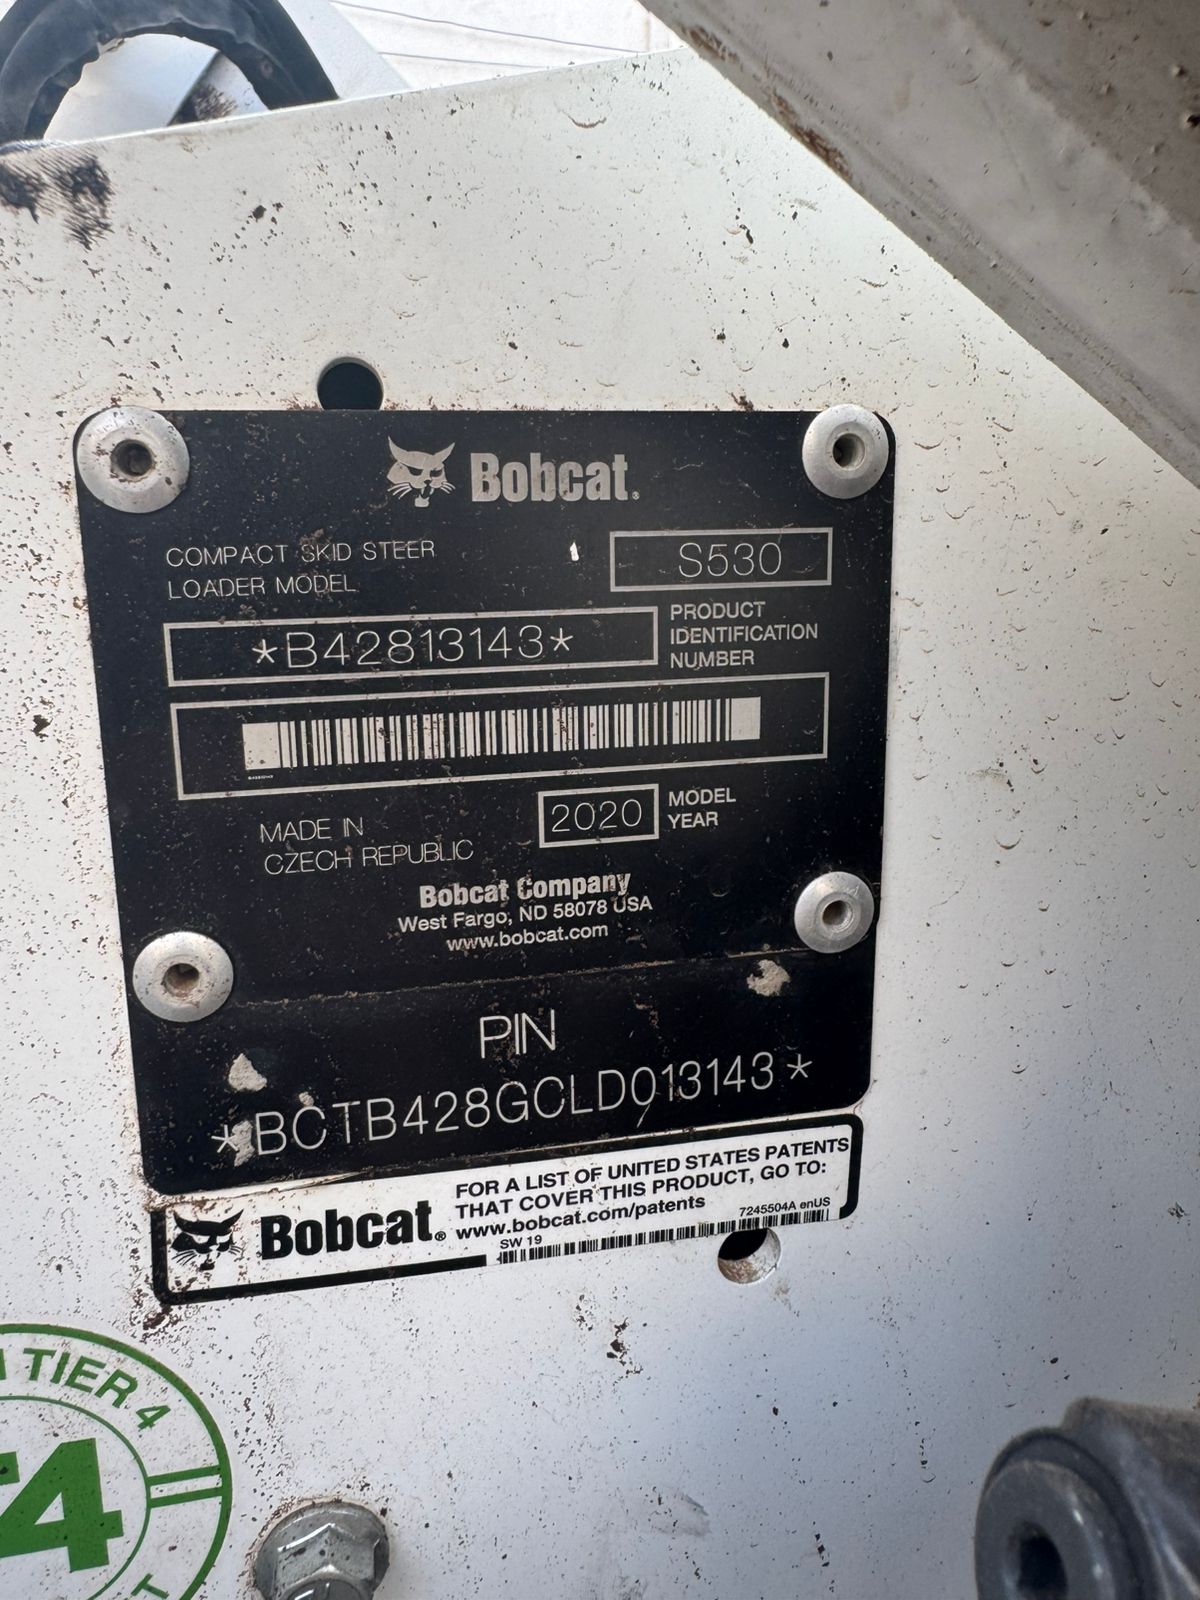 Bobcat®
COMPACT SKID STEER
LOADER MODEL
S530
*B42813143*
PRODUCT
IDENTIFICATION
NUMBER
MADE IN
CZECH REPUBLIC
2020
MODEL
YEAR
Bobcat Company
West Fargo, ND 58078 USA
www.bobcat.com
PIN
*BCTB428GCLD013143*
Bobcat®
FOR A LIST OF UNITED STATES PATENTS
THAT COVER THIS PRODUCT, GO TO:
www.bobcat.com/patents
7245504A enUS
SW 19
TIER 4
T4